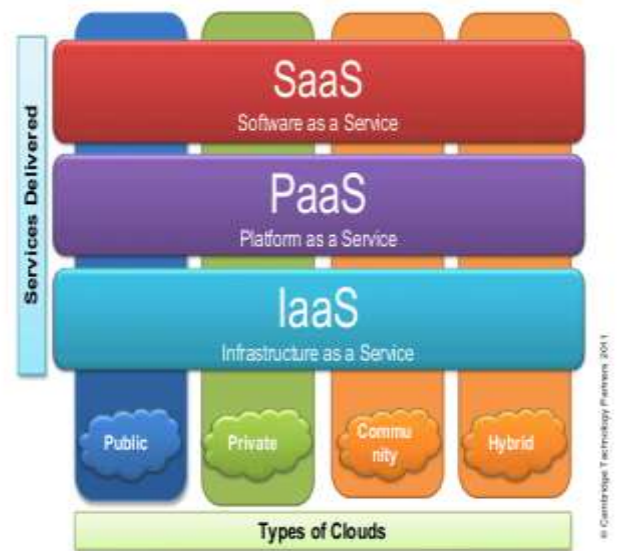 SaaS
Software as a Service
PaaS
Platform as a Service
IaaS
Infrastructure as a Service
Services Delivered
Public
Private
Commu
nity
Hybrid
Types of Clouds
© Cambridge Technology Partners 2011